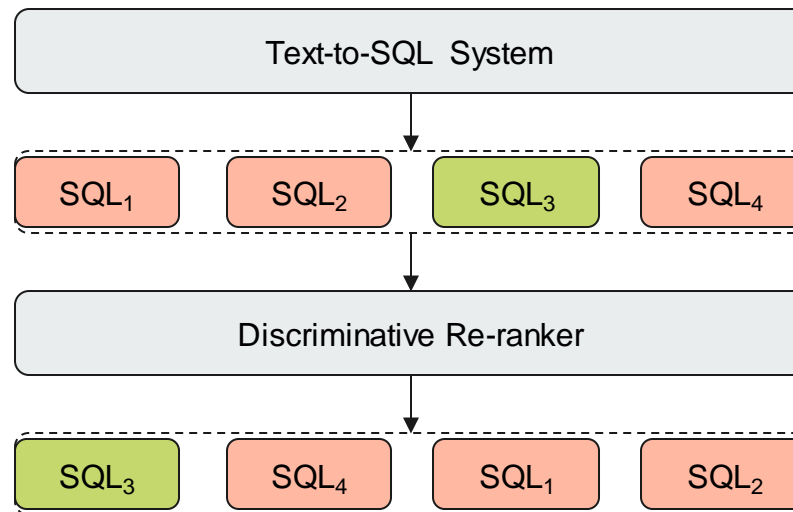 Text-to-SQL System
SQL₁ SQL₂ SQL₃ SQL₄
Discriminative Re-ranker
SQL₃ SQL₄ SQL₁ SQL₂